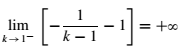 lim_{k→1⁻} [−1/(k−1) − 1] = +∞